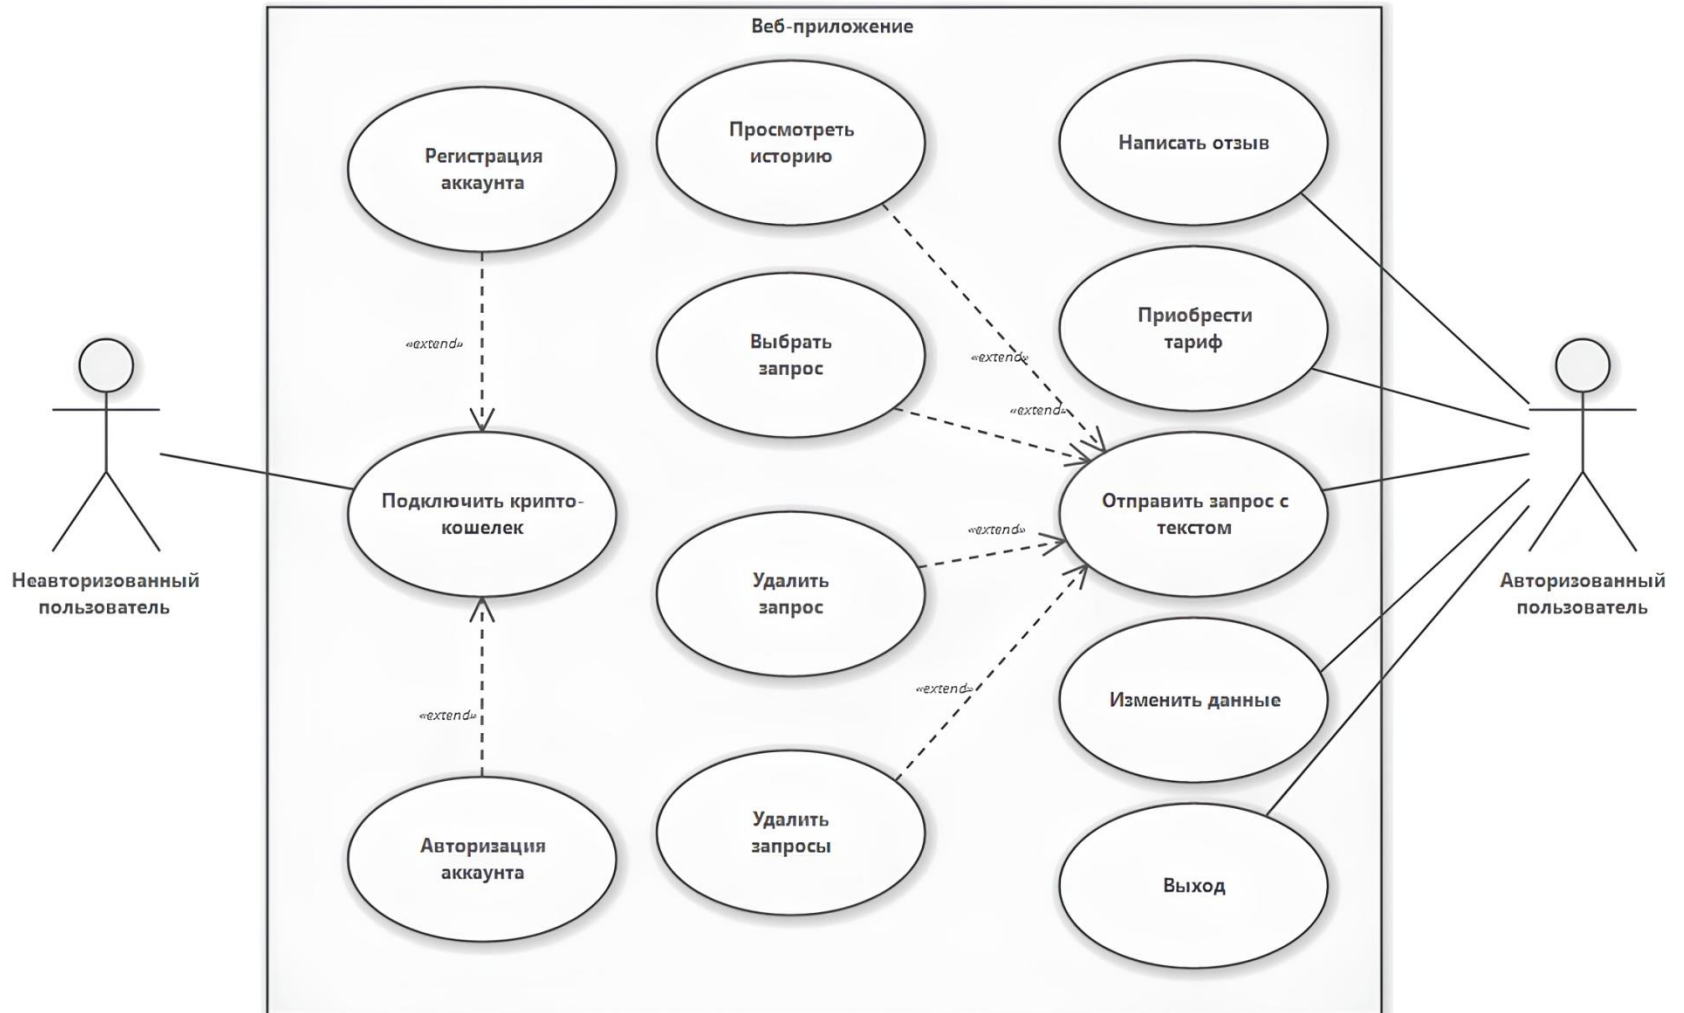 Веб-приложение
Регистрация
аккаунта
Просмотреть
историю
Написать отзыв
«extend»
Выбрать
запрос
«extend»
Приобрести
тариф
«extend»
Неавторизованный
пользователь
Подключить крипто-
кошелек
Отправить запрос с
текстом
Авторизованный
пользователь
Удалить
запрос
«extend»
«extend»
Удалить
запросы
«extend»
Изменить данные
Авторизация
аккаунта
Выход